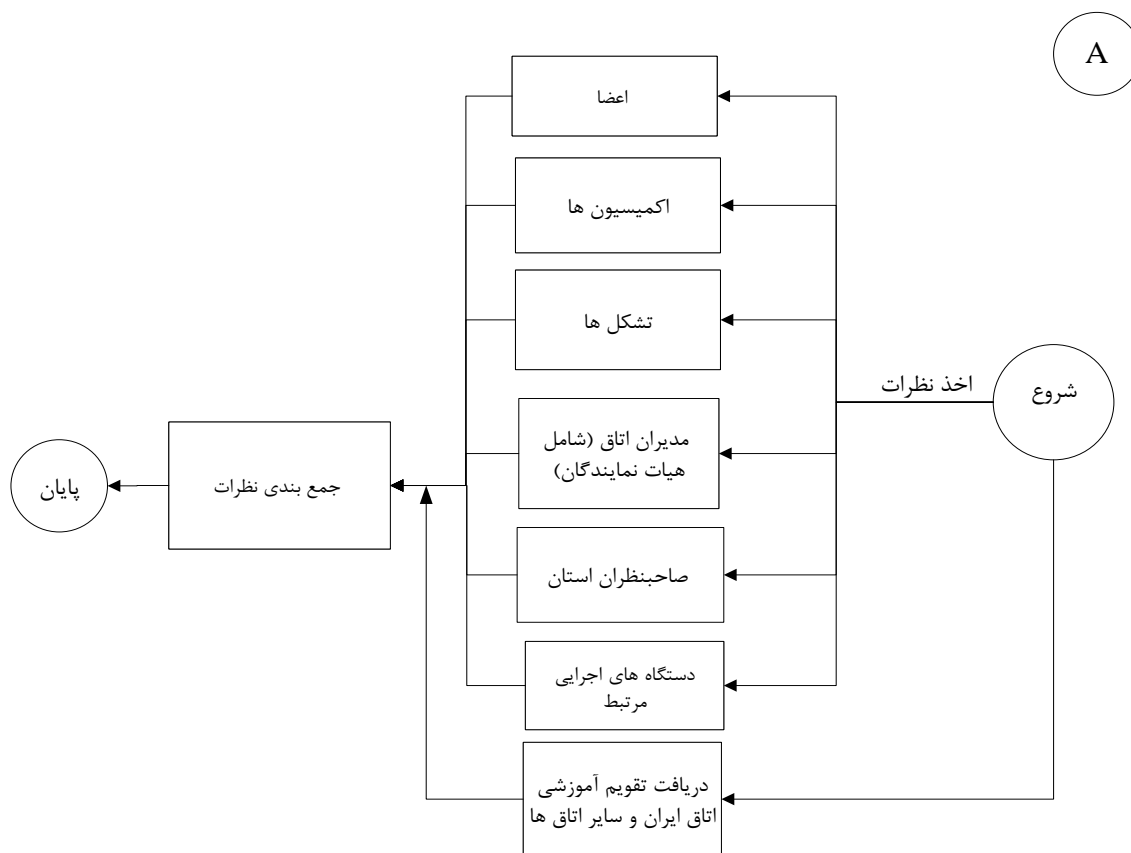 A
اعضا
اکمیسیون ها
تشکل ها
شروع
اخذ نظرات
مدیران اتاق (شامل
هیات نمایندگان)
جمع بندی نظرات
پایان
صاحبنظران استان
دستگاه های اجرایی
مرتبط
دریافت تقویم آموزشی
اتاق ایران و سایر اتاق ها